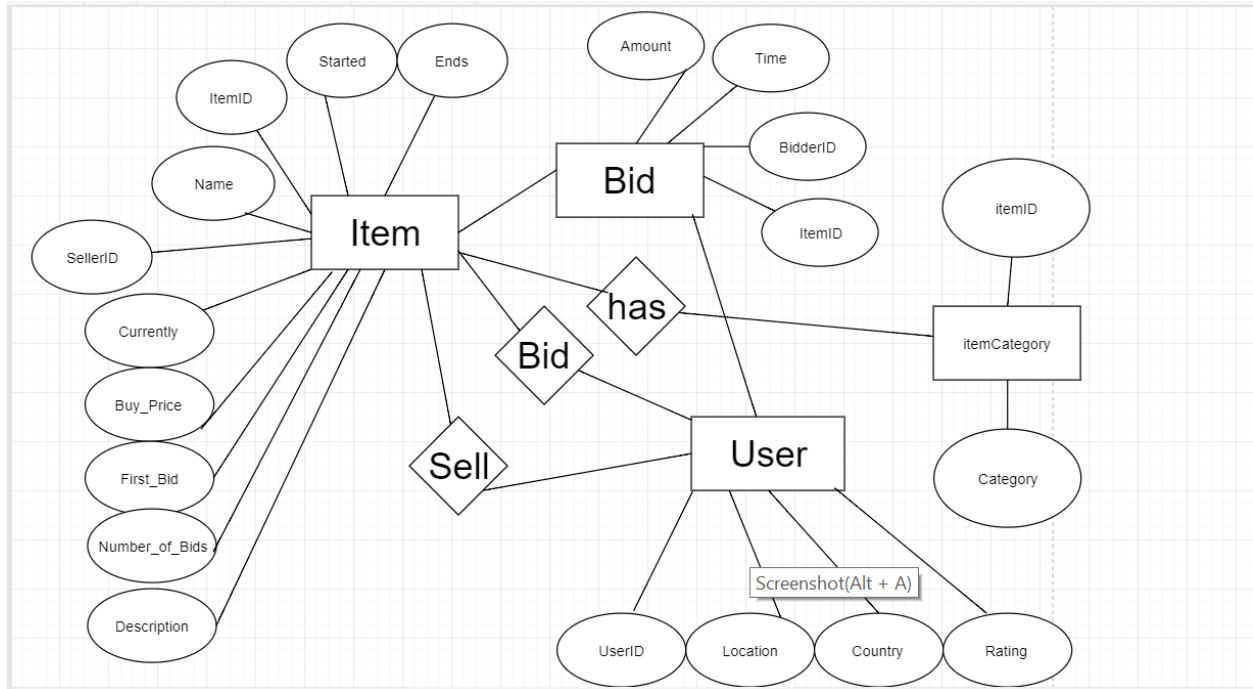 Amount
Started
Ends
Time
ItemID
BidderID
Bid
Name
itemID
Item
ItemID
SellerID
has
Currently
itemCategory
Bid
Buy_Price
User
Sell
First_Bid
Category
Number_of_Bids
Screenshot(Alt + A)
Description
UserID
Location
Country
Rating